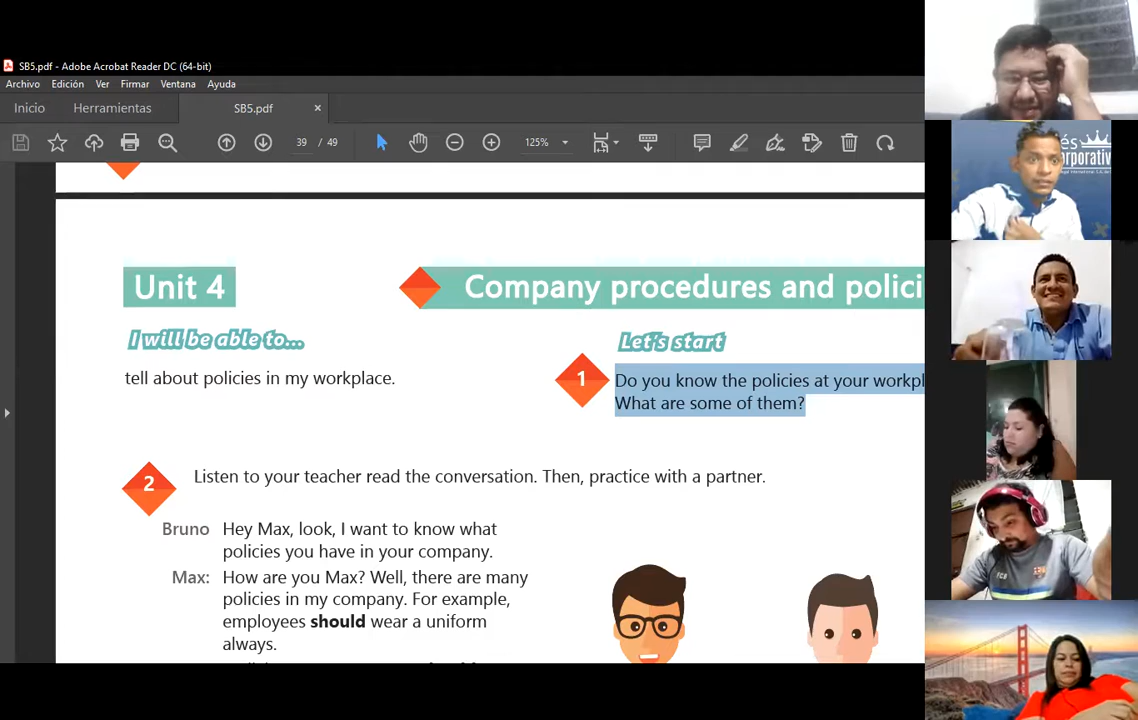 SB5.pdf - Adobe Acrobat Reader DC (64-bit)
Archivo Edición Ver Firmar Ventana Ayuda
Inicio Herramientas SB5.pdf ×
39 / 49 125%
Unit 4
Company procedures and polici
I will be able to...
Let's start
tell about policies in my workplace.
1
Do you know the policies at your workpl
What are some of them?
2
Listen to your teacher read the conversation. Then, practice with a partner.
Bruno Hey Max, look, I want to know what
policies you have in your company.
Max: How are you Max? Well, there are many
policies in my company. For example,
employees should wear a uniform
always.
és
orporativ
FCB